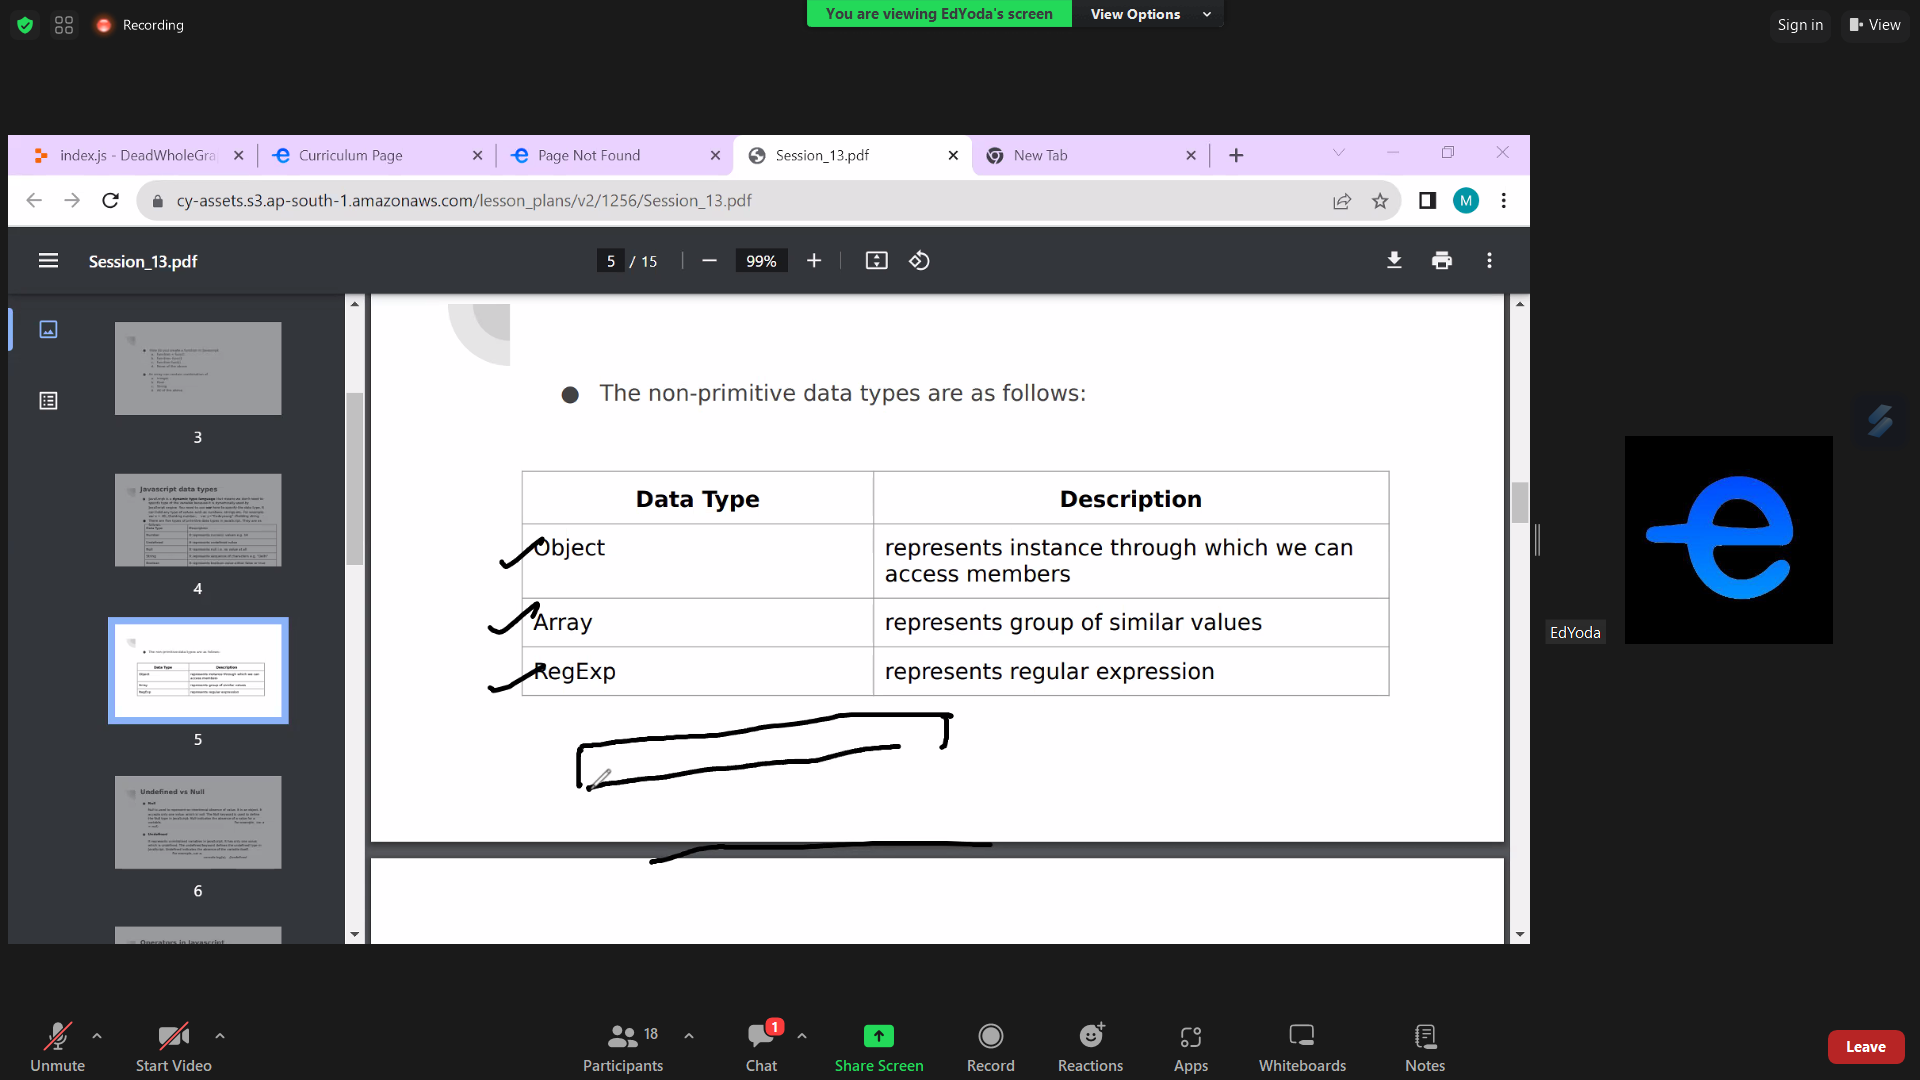 Recording
You are viewing EdYoda's screen
View Options
Sign in
View
index.js - DeadWholeGra
Curriculum Page
Page Not Found
Session_13.pdf
New Tab
cy-assets.s3.ap-south-1.amazonaws.com/lesson_plans/v2/1256/Session_13.pdf
M
Session_13.pdf
5 / 15
99%
3
Javascript data types
4
5
Undefined vs Null
6
Operators in Javascript
The non-primitive data types are as follows:
Data Type
Description
Object
represents instance through which we can
access members
Array
represents group of similar values
RegExp
represents regular expression
EdYoda
Unmute
Start Video
18
Participants
1
Chat
Share Screen
Record
Reactions
Apps
Whiteboards
Notes
Leave